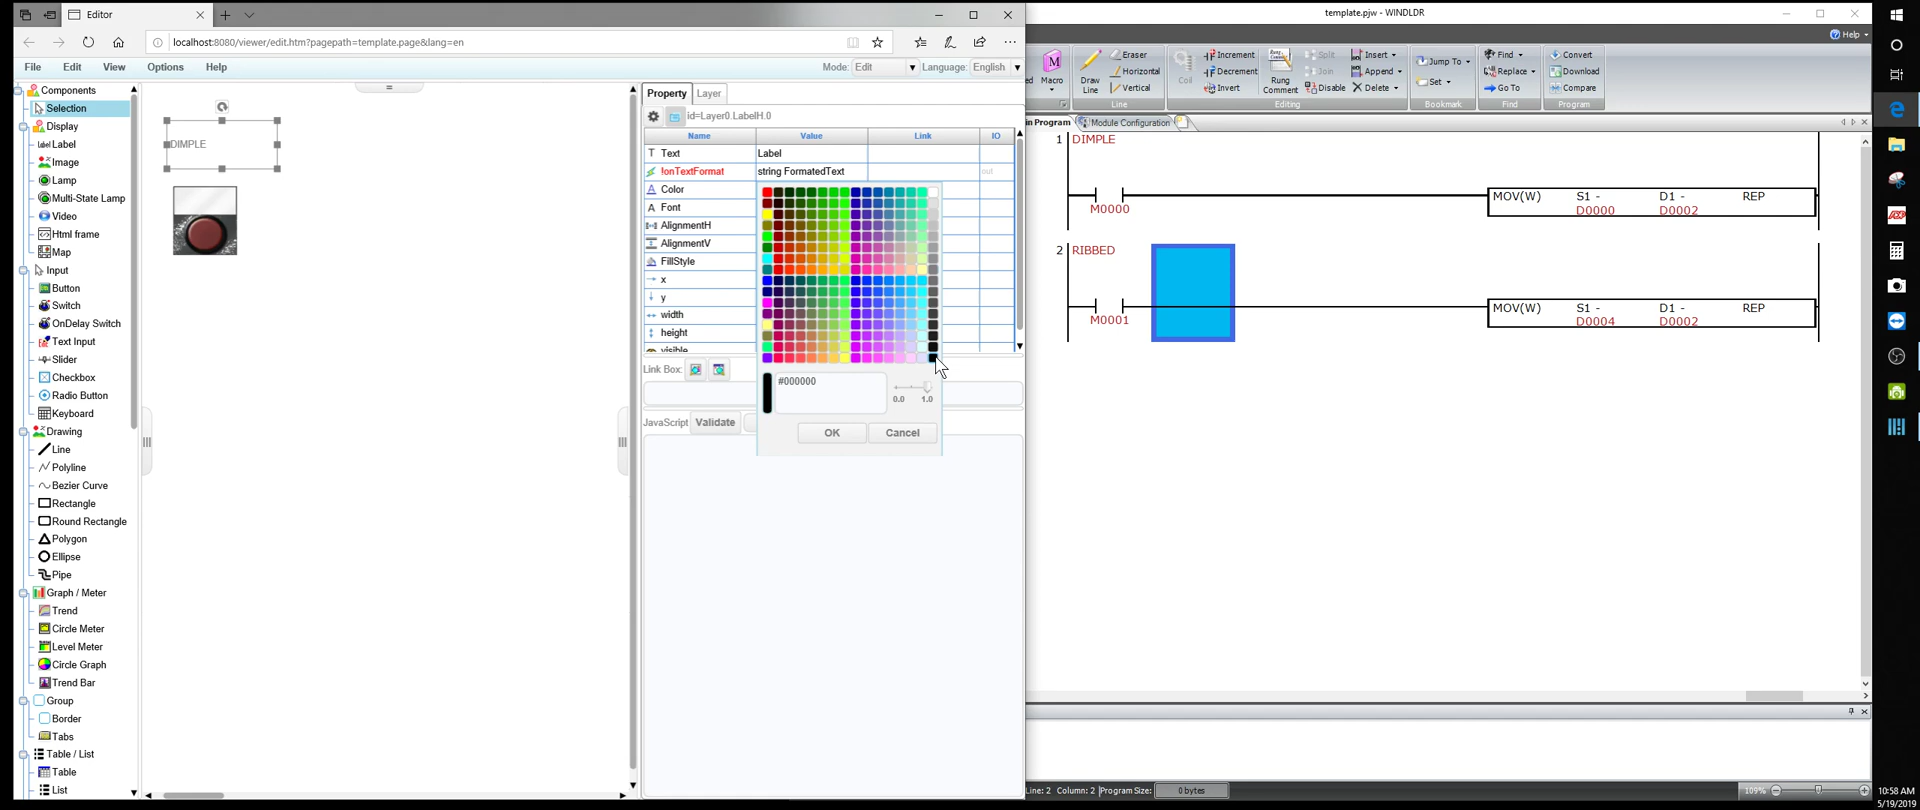 Editor
localhost:8080/viewer/edit.htm?pagepath=template.page&lang=en
File Edit View Options Help Mode: Edit Language: English
Components
Selection
Display
Label
Image
Lamp
Multi-State Lamp
Video
Html frame
Map
Input
Button
Switch
OnDelay Switch
Text Input
Slider
Checkbox
Radio Button
Keyboard
Drawing
Line
Polyline
Bezier Curve
Rectangle
Round Rectangle
Polygon
Ellipse
Pipe
Graph / Meter
Trend
Circle Meter
Level Meter
Circle Graph
Trend Bar
Group
Border
Tabs
Table / List
Table
List
DIMPLE
Property Layer
id=Layer0.LabelH.0
Name Value Link IO
Text Label
!onTextFormat string FormatedText out
Color
Font
AlignmentH
AlignmentV
FillStyle
x
y
width
height
visible
Link Box:
#000000
0.0 1.0
JavaScript Validate
OK Cancel
template.pjw - WINDLDR
Help
Macro
Draw Line
Eraser
Horizontal
Vertical
Line
Coil
Increment
Decrement
Invert
Rung Comment
Split
Join
Disable
Insert
Append
Delete
Editing
Jump To
Set
Bookmark
Find
Replace
Go To
Find
Convert
Download
Compare
Program
in Program Module Configuration
1 DIMPLE
M0000
MOV(W) S1 - D1 - REP
D0000 D0002
2 RIBBED
M0001
MOV(W) S1 - D1 - REP
D0004 D0002
Line: 2 Column: 2 Program Size: 0 bytes 109%
10:58 AM
5/19/2019